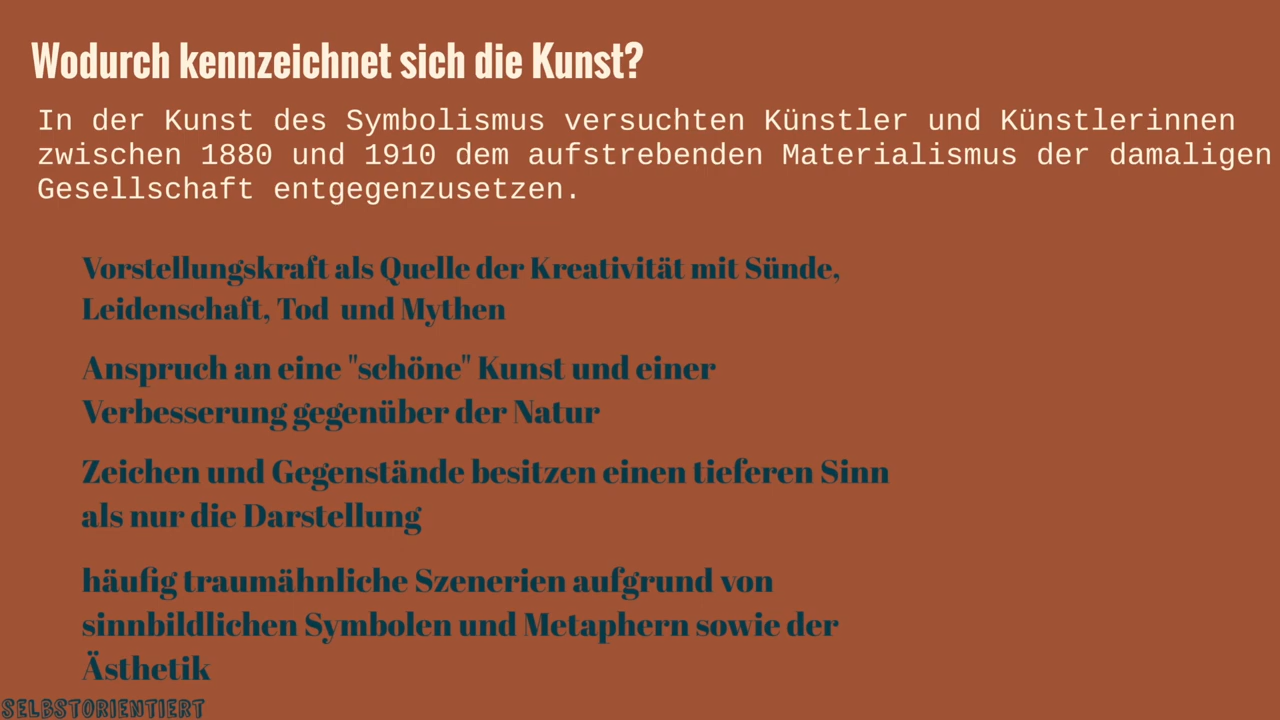 Wodurch kennzeichnet sich die Kunst?
In der Kunst des Symbolismus versuchten Künstler und Künstlerinnen
zwischen 1880 und 1910 dem aufstrebenden Materialismus der damaligen
Gesellschaft entgegenzusetzen.
Vorstellungskraft als Quelle der Kreativität mit Sünde,
Leidenschaft, Tod  und Mythen
Anspruch an eine "schöne" Kunst und einer
Verbesserung gegenüber der Natur
Zeichen und Gegenstände besitzen einen tieferen Sinn
als nur die Darstellung
häufig traumähnliche Szenerien aufgrund von
sinnbildlichen Symbolen und Metaphern sowie der
Ästhetik
SELBSTORIENTIERT